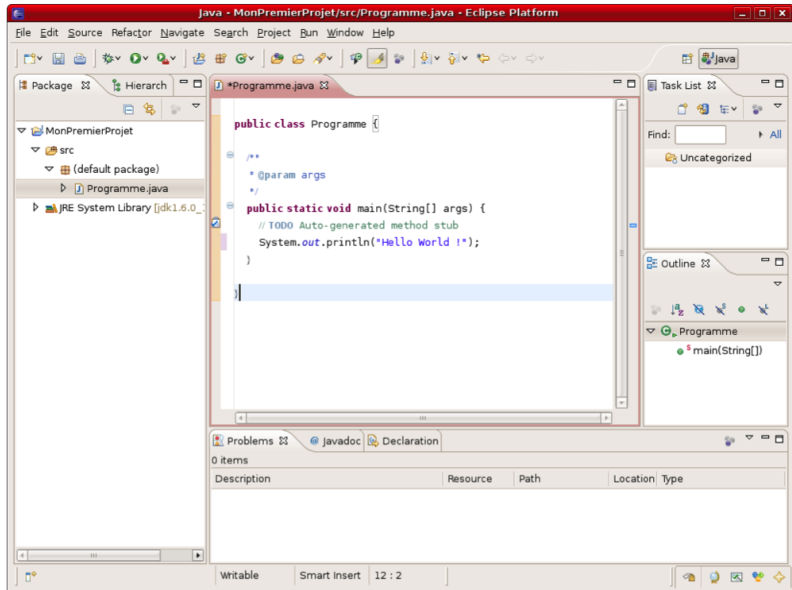 Java - MonPremierProjet/src/Programme.java - Eclipse Platform
File Edit Source Refactor Navigate Search Project Run Window Help
Java
Package Hierarch
MonPremierProjet
src
(default package)
Programme.java
JRE System Library [jdk1.6.0_
*Programme.java
public class Programme {
/**
* @param args
*/
public static void main(String[] args) {
// TODO Auto-generated method stub
System.out.println("Hello World !");
}
}
Task List
Find: All
Uncategorized
Outline
Programme
main(String[])
Problems Javadoc Declaration
0 items
Description Resource Path Location Type
Writable Smart Insert 12 : 2